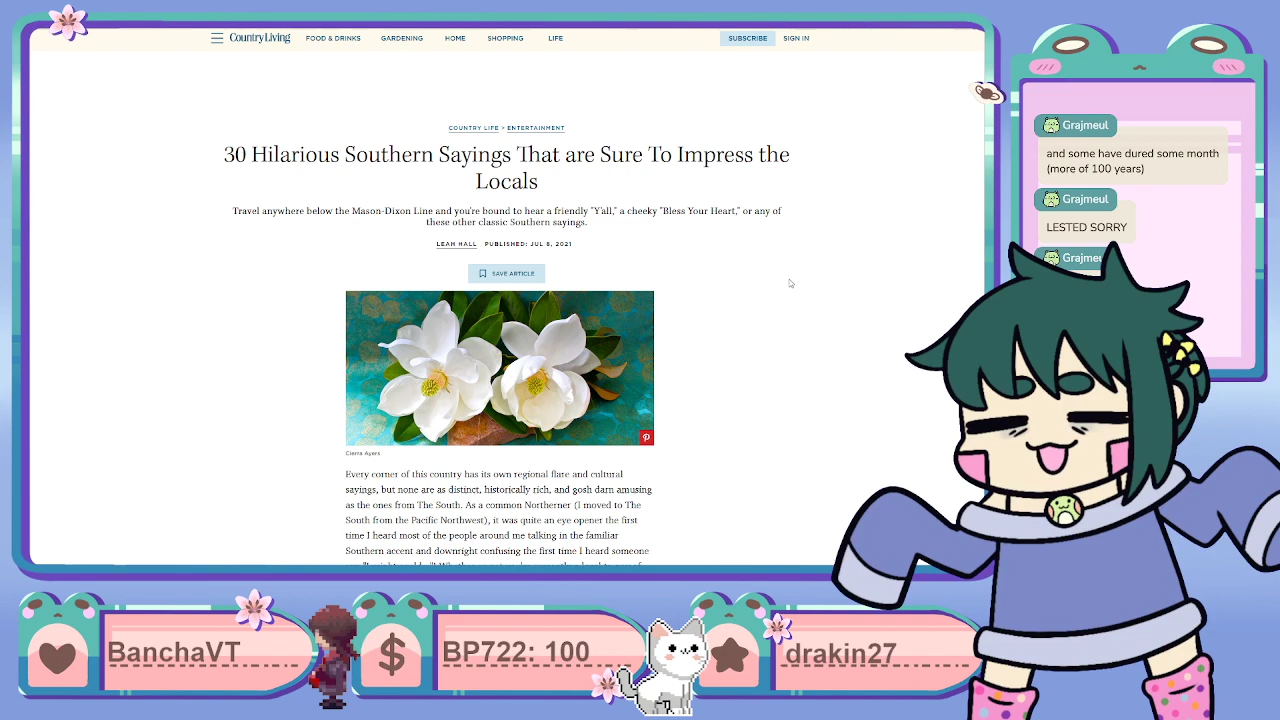 Country Living
FOOD & DRINKS
GARDENING
HOME
SHOPPING
LIFE
SUBSCRIBE
SIGN IN
COUNTRY LIFE > ENTERTAINMENT
30 Hilarious Southern Sayings That are Sure To Impress the
Locals
Travel anywhere below the Mason-Dixon Line and you're bound to hear a friendly "Y'all," a cheeky "Bless Your Heart," or any of
these other classic Southern sayings.
LEAH HALL PUBLISHED: JUL 8, 2021
SAVE ARTICLE
Cierra Ayers
Every corner of this country has its own regional flare and cultural
sayings, but none are as distinct, historically rich, and gosh darn amusing
as the ones from The South. As a common Northerner (I moved to The
South from the Pacific Northwest), it was quite an eye opener the first
time I heard most of the people around me talking in the familiar
Southern accent and downright confusing the first time I heard someone
Grajmeul
and some have dured some month
(more of 100 years)
Grajmeul
LESTED SORRY
Grajmeul
BanchaVT
$
BP722: 100
drakin27